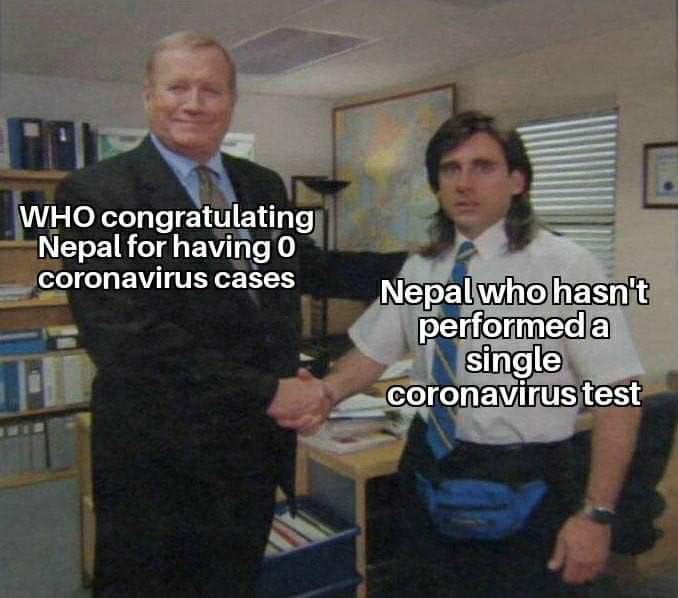 WHO congratulating
Nepal for having 0
coronavirus cases
Nepal who hasn't
performed a
single
coronavirus test